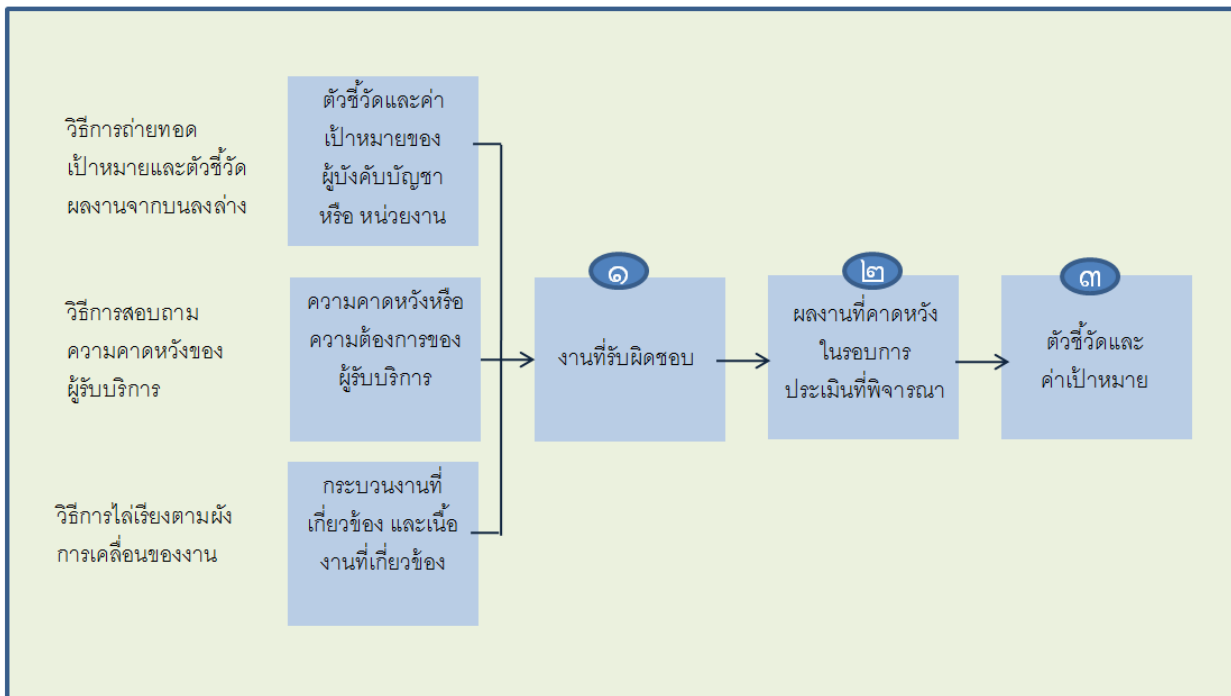 วิธีการถ่ายทอด
เป้าหมายและตัวชี้วัด
ผลงานจากบนลงล่าง
ตัวชี้วัดและค่า
เป้าหมายของ
ผู้บังคับบัญชา
หรือ หน่วยงาน
วิธีการสอบถาม
ความคาดหวังของ
ผู้รับบริการ
ความคาดหวังหรือ
ความต้องการของ
ผู้รับบริการ
๑
งานที่รับผิดชอบ
๒
ผลงานที่คาดหวัง
ในรอบการ
ประเมินที่พิจารณา
๓
ตัวชี้วัดและ
ค่าเป้าหมาย
วิธีการไล่เรียงตามผัง
การเคลื่อนของงาน
กระบวนงานที่
เกี่ยวข้อง และเนื้อ
งานที่เกี่ยวข้อง